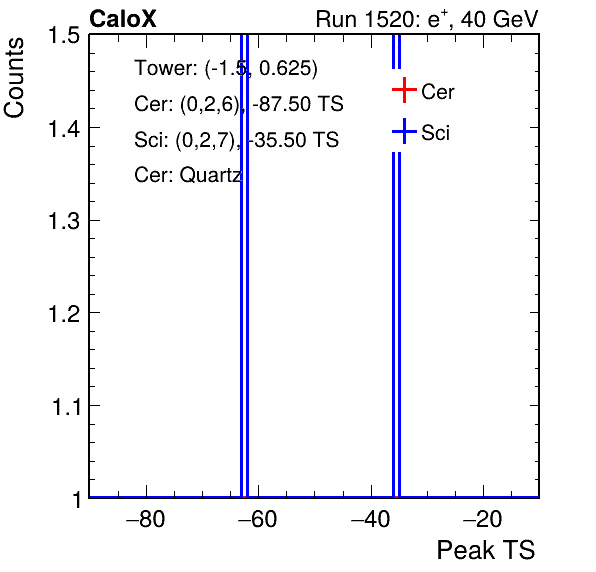 CaloX Run 1520: e+, 40 GeV
Counts
1.5
Tower: (-1.5, 0.625)
Cer: (0,2,6), -87.50 TS
Sci: (0,2,7), -35.50 TS
Cer: Quartz
Cer
Sci
1.4
1.3
1.2
1.1
1
−80 −60 −40 −20
Peak TS